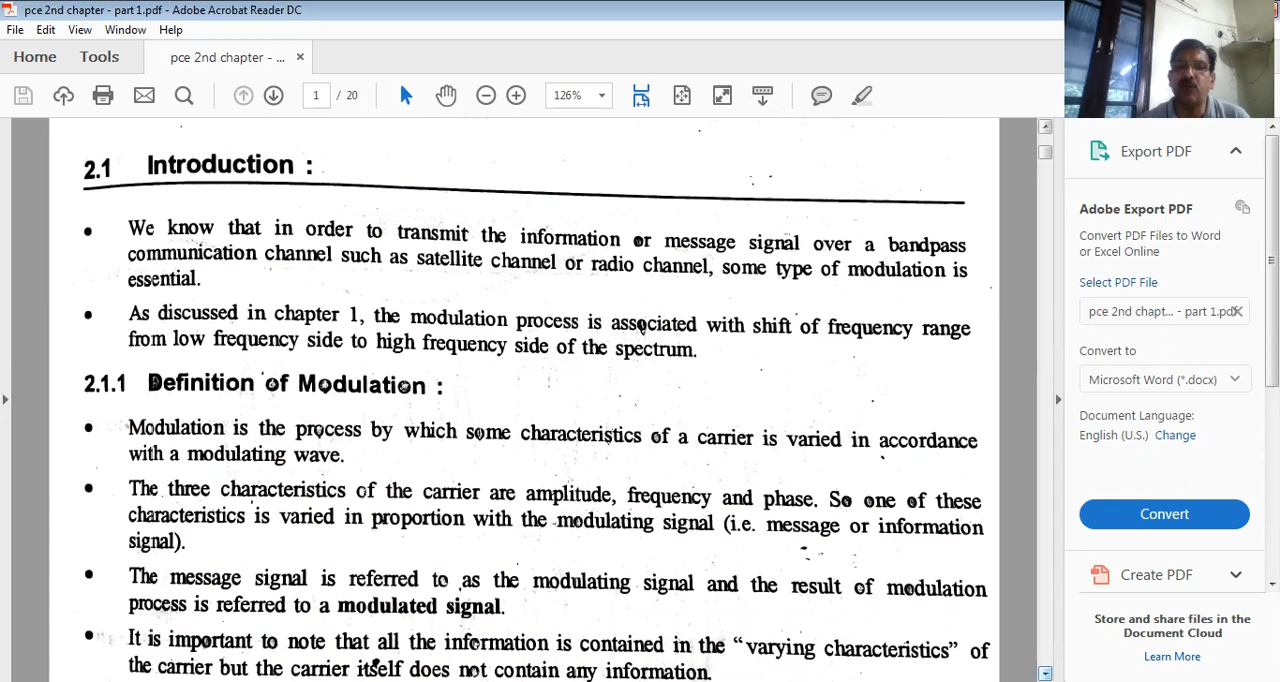 pce 2nd chapter - part 1.pdf - Adobe Acrobat Reader DC
File Edit View Window Help
Home Tools pce 2nd chapter - ... ×
1 / 20 126%
2.1 Introduction :
• We know that in order to transmit the information or message signal over a bandpass
communication channel such as satellite channel or radio channel, some type of modulation is
essential.
• As discussed in chapter 1, the modulation process is associated with shift of frequency range
from low frequency side to high frequency side of the spectrum.
2.1.1 Definition of Modulation :
• Modulation is the process by which some characteristics of a carrier is varied in accordance
with a modulating wave.
• The three characteristics of the carrier are amplitude, frequency and phase. So one of these
characteristics is varied in proportion with the modulating signal (i.e. message or information
signal).
• The message signal is referred to as the modulating signal and the result of modulation
process is referred to a modulated signal.
• It is important to note that all the information is contained in the “varying characteristics” of
the carrier but the carrier itself does not contain any information.
Export PDF
Adobe Export PDF
Convert PDF Files to Word
or Excel Online
Select PDF File
pce 2nd chapt... - part 1.pdf
Convert to
Microsoft Word (*.docx)
Document Language:
English (U.S.) Change
Convert
Create PDF
Store and share files in the
Document Cloud
Learn More